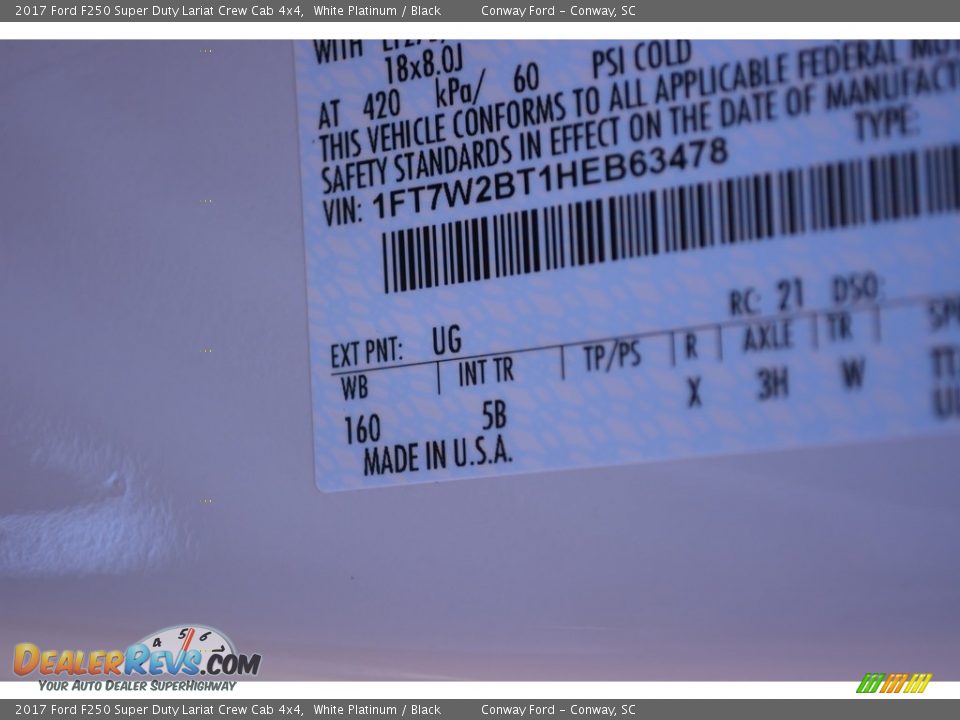 2017 Ford F250 Super Duty Lariat Crew Cab 4x4, White Platinum / Black Conway Ford - Conway, SC
WITH
18x8.0J
AT 420 kPa/ 60 PSI COLD
THIS VEHICLE CONFORMS TO ALL APPLICABLE FEDERAL
SAFETY STANDARDS IN EFFECT ON THE DATE OF MANUFACT
VIN: 1FT7W2BT1HEB63478 TYPE:
RC: 21 DSO:
EXT PNT: UG
WB INT TR TP/PS R AXLE TR
160 5B X 3H W
MADE IN U.S.A.
4 5 6
DEALERREVS.COM
YOUR AUTO DEALER SUPERHIGHWAY
2017 Ford F250 Super Duty Lariat Crew Cab 4x4, White Platinum / Black Conway Ford - Conway, SC